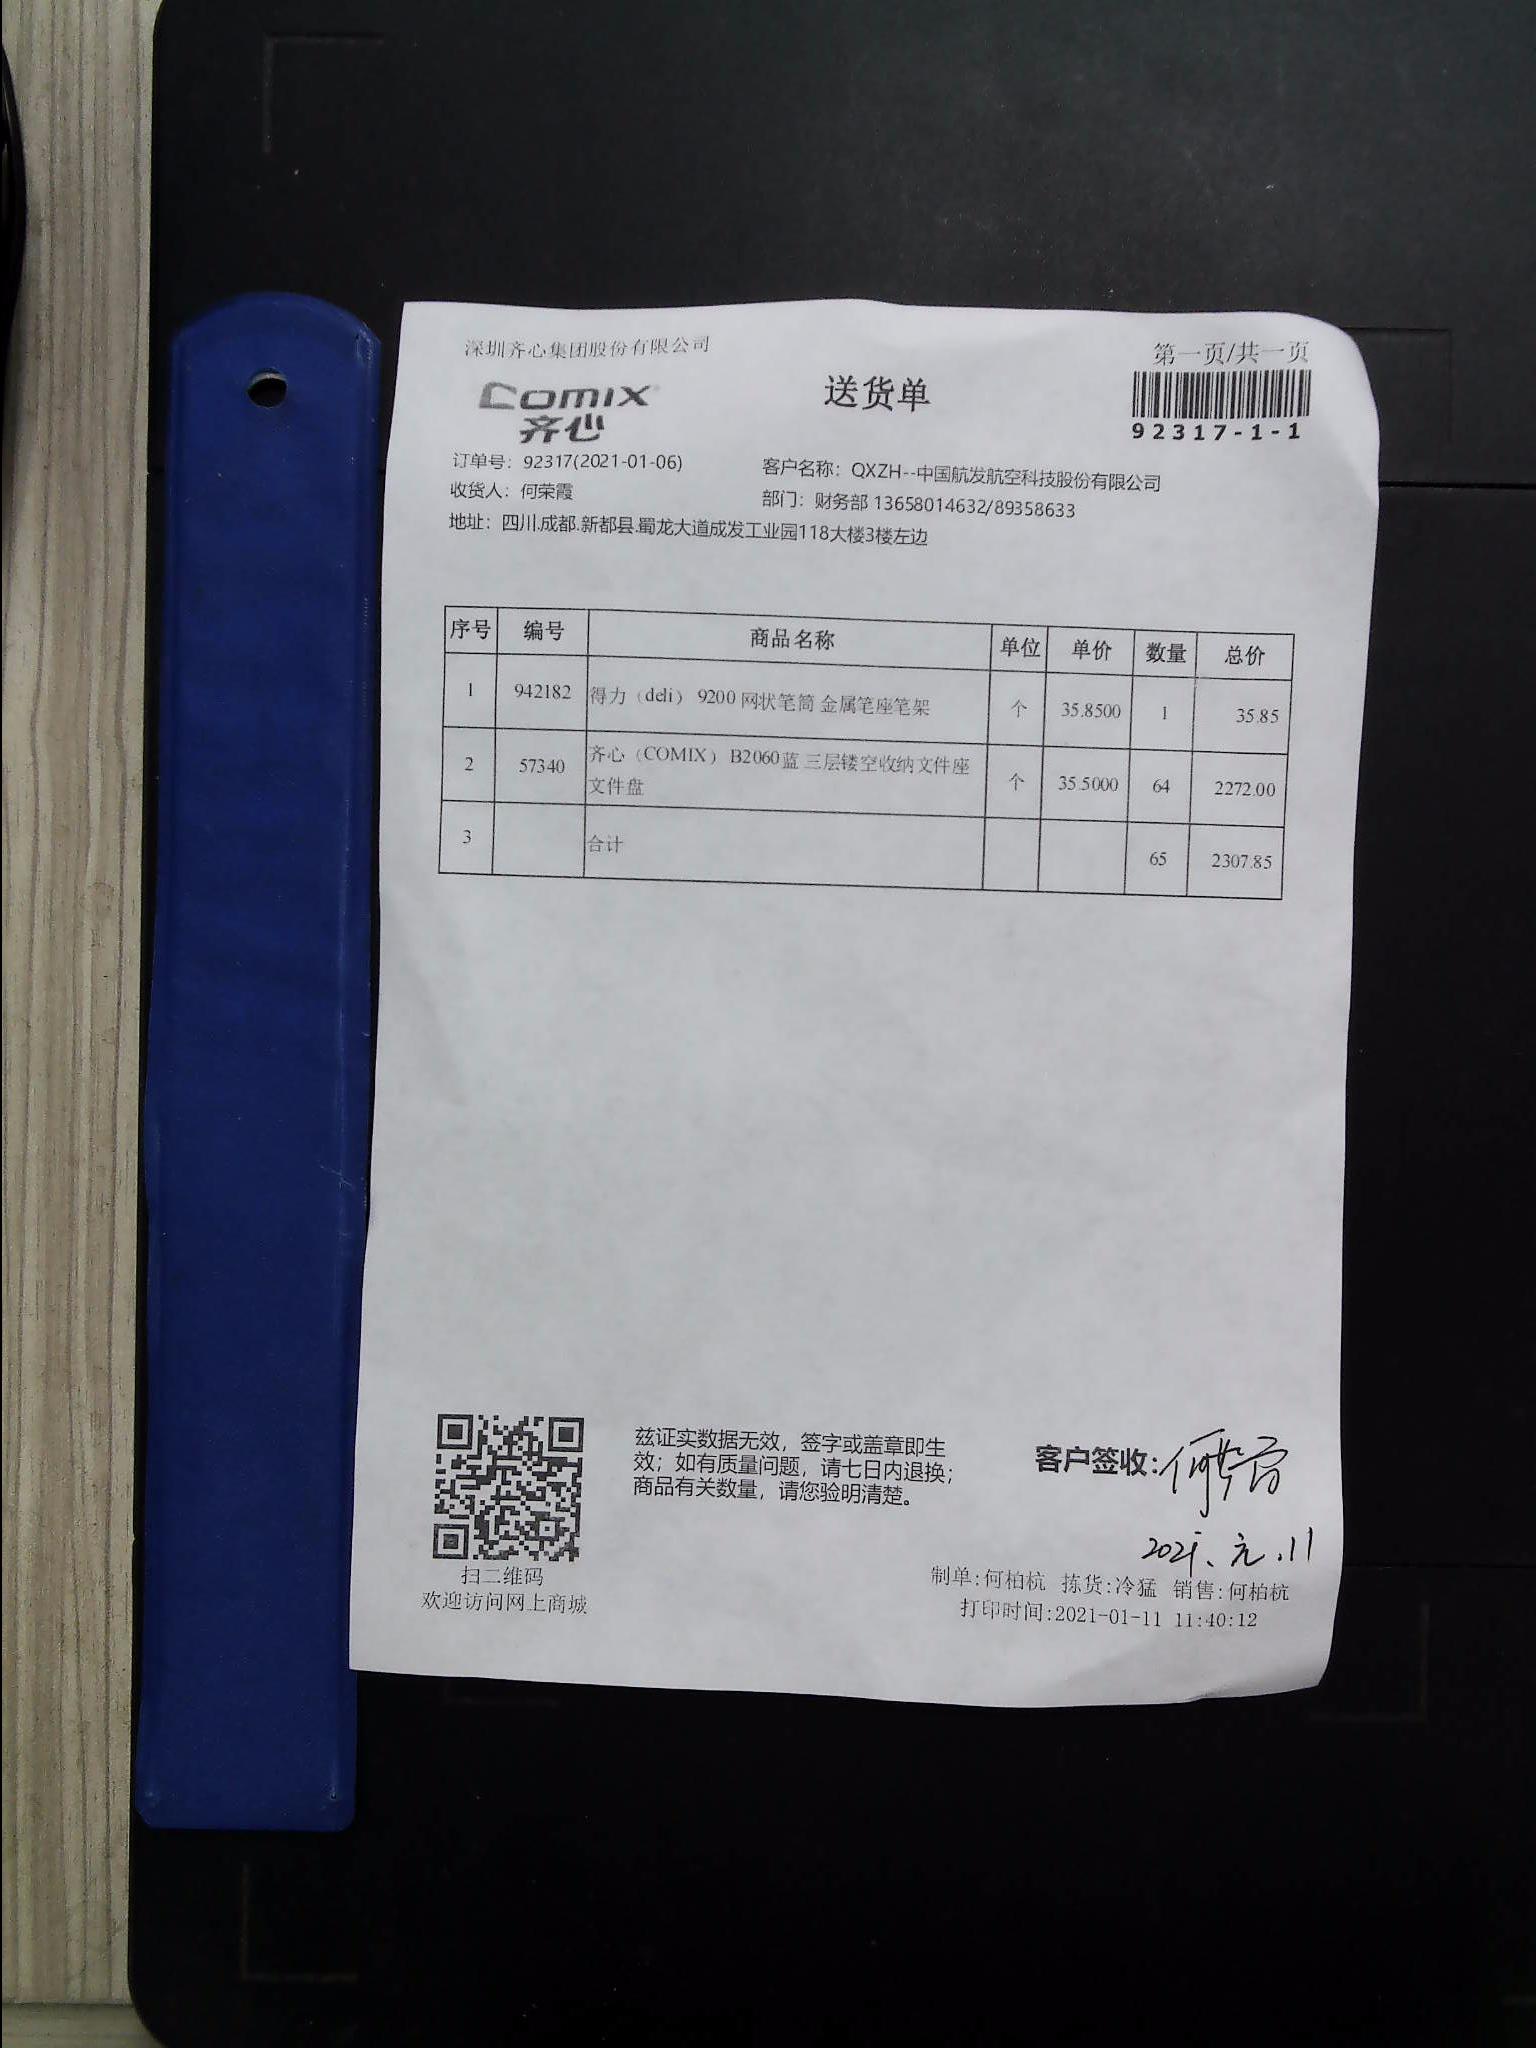 深圳齐心集团股份有限公司
第一页/共一页
COMIX
齐心
送货单
92317-1-1
订单号：92317(2021-01-06)
客户名称：QXZH--中国航发航空科技股份有限公司
收货人：何荣霞
部门：财务部 13658014632/89358633
地址：四川.成都.新都县.蜀龙大道成发工业园118大楼3楼左边
序号 编号 商品名称 单位 单价 数量 总价
1 942182 得力（deli） 9200 网状笔筒 金属笔座笔架 个 35.8500 1 35.85
2 57340 齐心（COMIX） B2060蓝 三层镂空收纳文件座
文件盘 个 35.5000 64 2272.00
3 合计 65 2307.85
兹证实数据无效，签字或盖章即生
效；如有质量问题，请七日内退换；
商品有关数量，请您验明清楚。
客户签收：何荣霞
2021.元.11
扫二维码
欢迎访问网上商城
制单:何柏杭 拣货:冷猛 销售:何柏杭
打印时间:2021-01-11 11:40:12